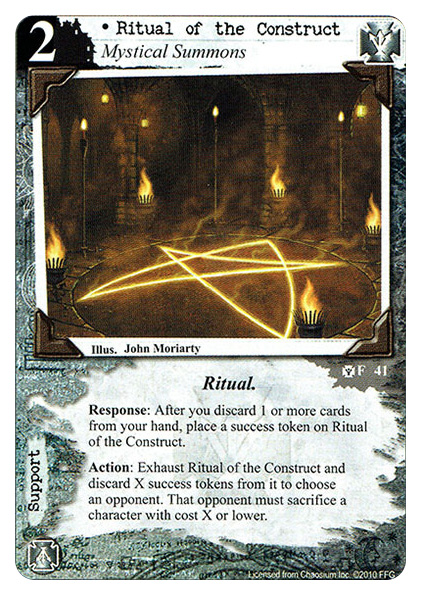 2
• Ritual of the Construct
Mystical Summons
Illus. John Moriarty
F 41
Ritual.
Response: After you discard 1 or more cards
from your hand, place a success token on Ritual
of the Construct.
Action: Exhaust Ritual of the Construct and
discard X success tokens from it to choose
an opponent. That opponent must sacrifice a
character with cost X or lower.
Support
Licensed from Chaosium Inc. ©2010 FFG